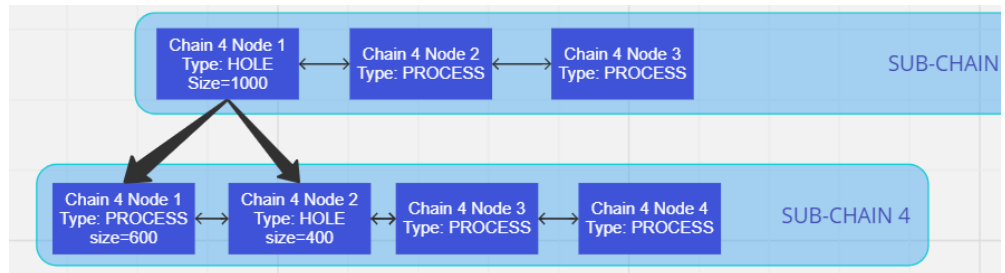 Chain 4 Node 1
Type: HOLE
Size=1000
Chain 4 Node 2
Type: PROCESS
Chain 4 Node 3
Type: PROCESS
SUB-CHAIN
Chain 4 Node 1
Type: PROCESS
size=600
Chain 4 Node 2
Type: HOLE
size=400
Chain 4 Node 3
Type: PROCESS
Chain 4 Node 4
Type: PROCESS
SUB-CHAIN 4